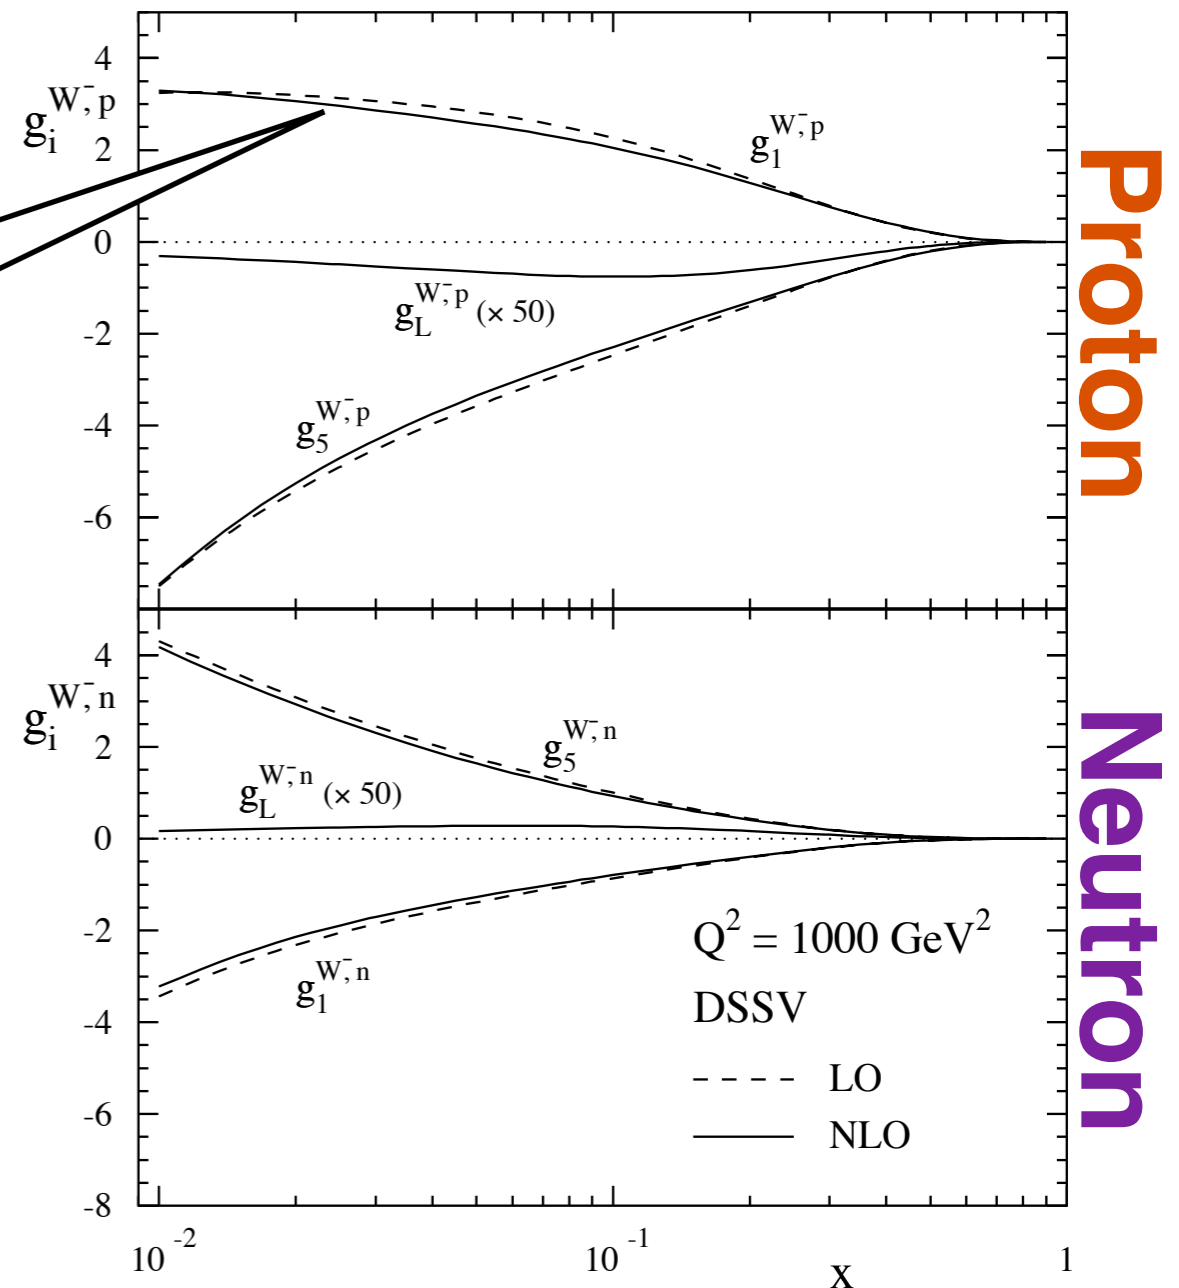 4
g_i^{W^-,p}
2
g_1^{W^-,p}
0
g_L^{W^-,p} (× 50)
-2
-4
g_5^{W^-,p}
-6
Proton
4
g_i^{W^-,n}
2
g_5^{W^-,n}
g_L^{W^-,n} (× 50)
0
-2
g_1^{W^-,n}
-4
-6
-8
Q^2 = 1000 GeV^2
DSSV
LO
NLO
Neutron
10^{-2}
10^{-1}
1
x